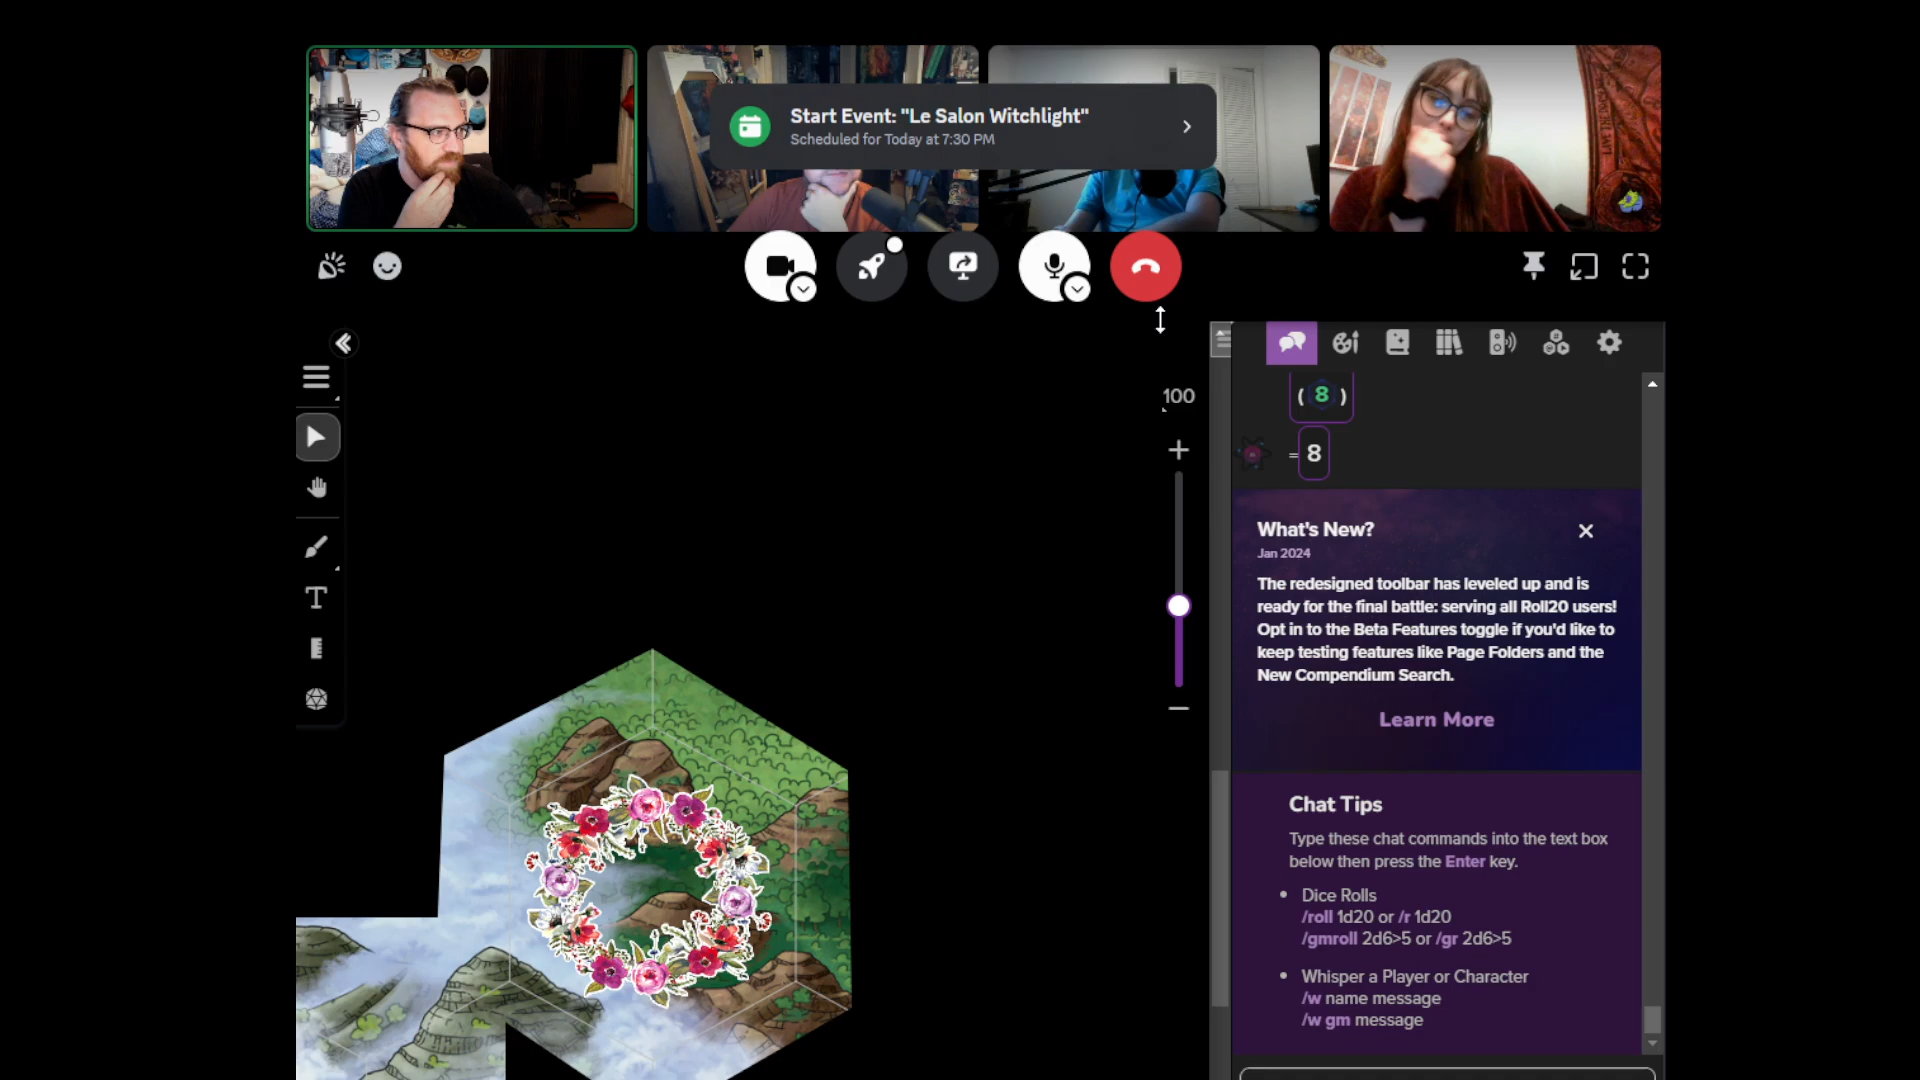 Start Event: "Le Salon Witchlight"
Scheduled for Today at 7:30 PM
100
( 8 )
= 8
What's New?
Jan 2024
The redesigned toolbar has leveled up and is
ready for the final battle: serving all Roll20 users!
Opt in to the Beta Features toggle if you'd like to
keep testing features like Page Folders and the
New Compendium Search.
Learn More
Chat Tips
Type these chat commands into the text box
below then press the Enter key.
• Dice Rolls
/roll 1d20 or /r 1d20
/gmroll 2d6>5 or /gr 2d6>5
• Whisper a Player or Character
/w name message
/w gm message